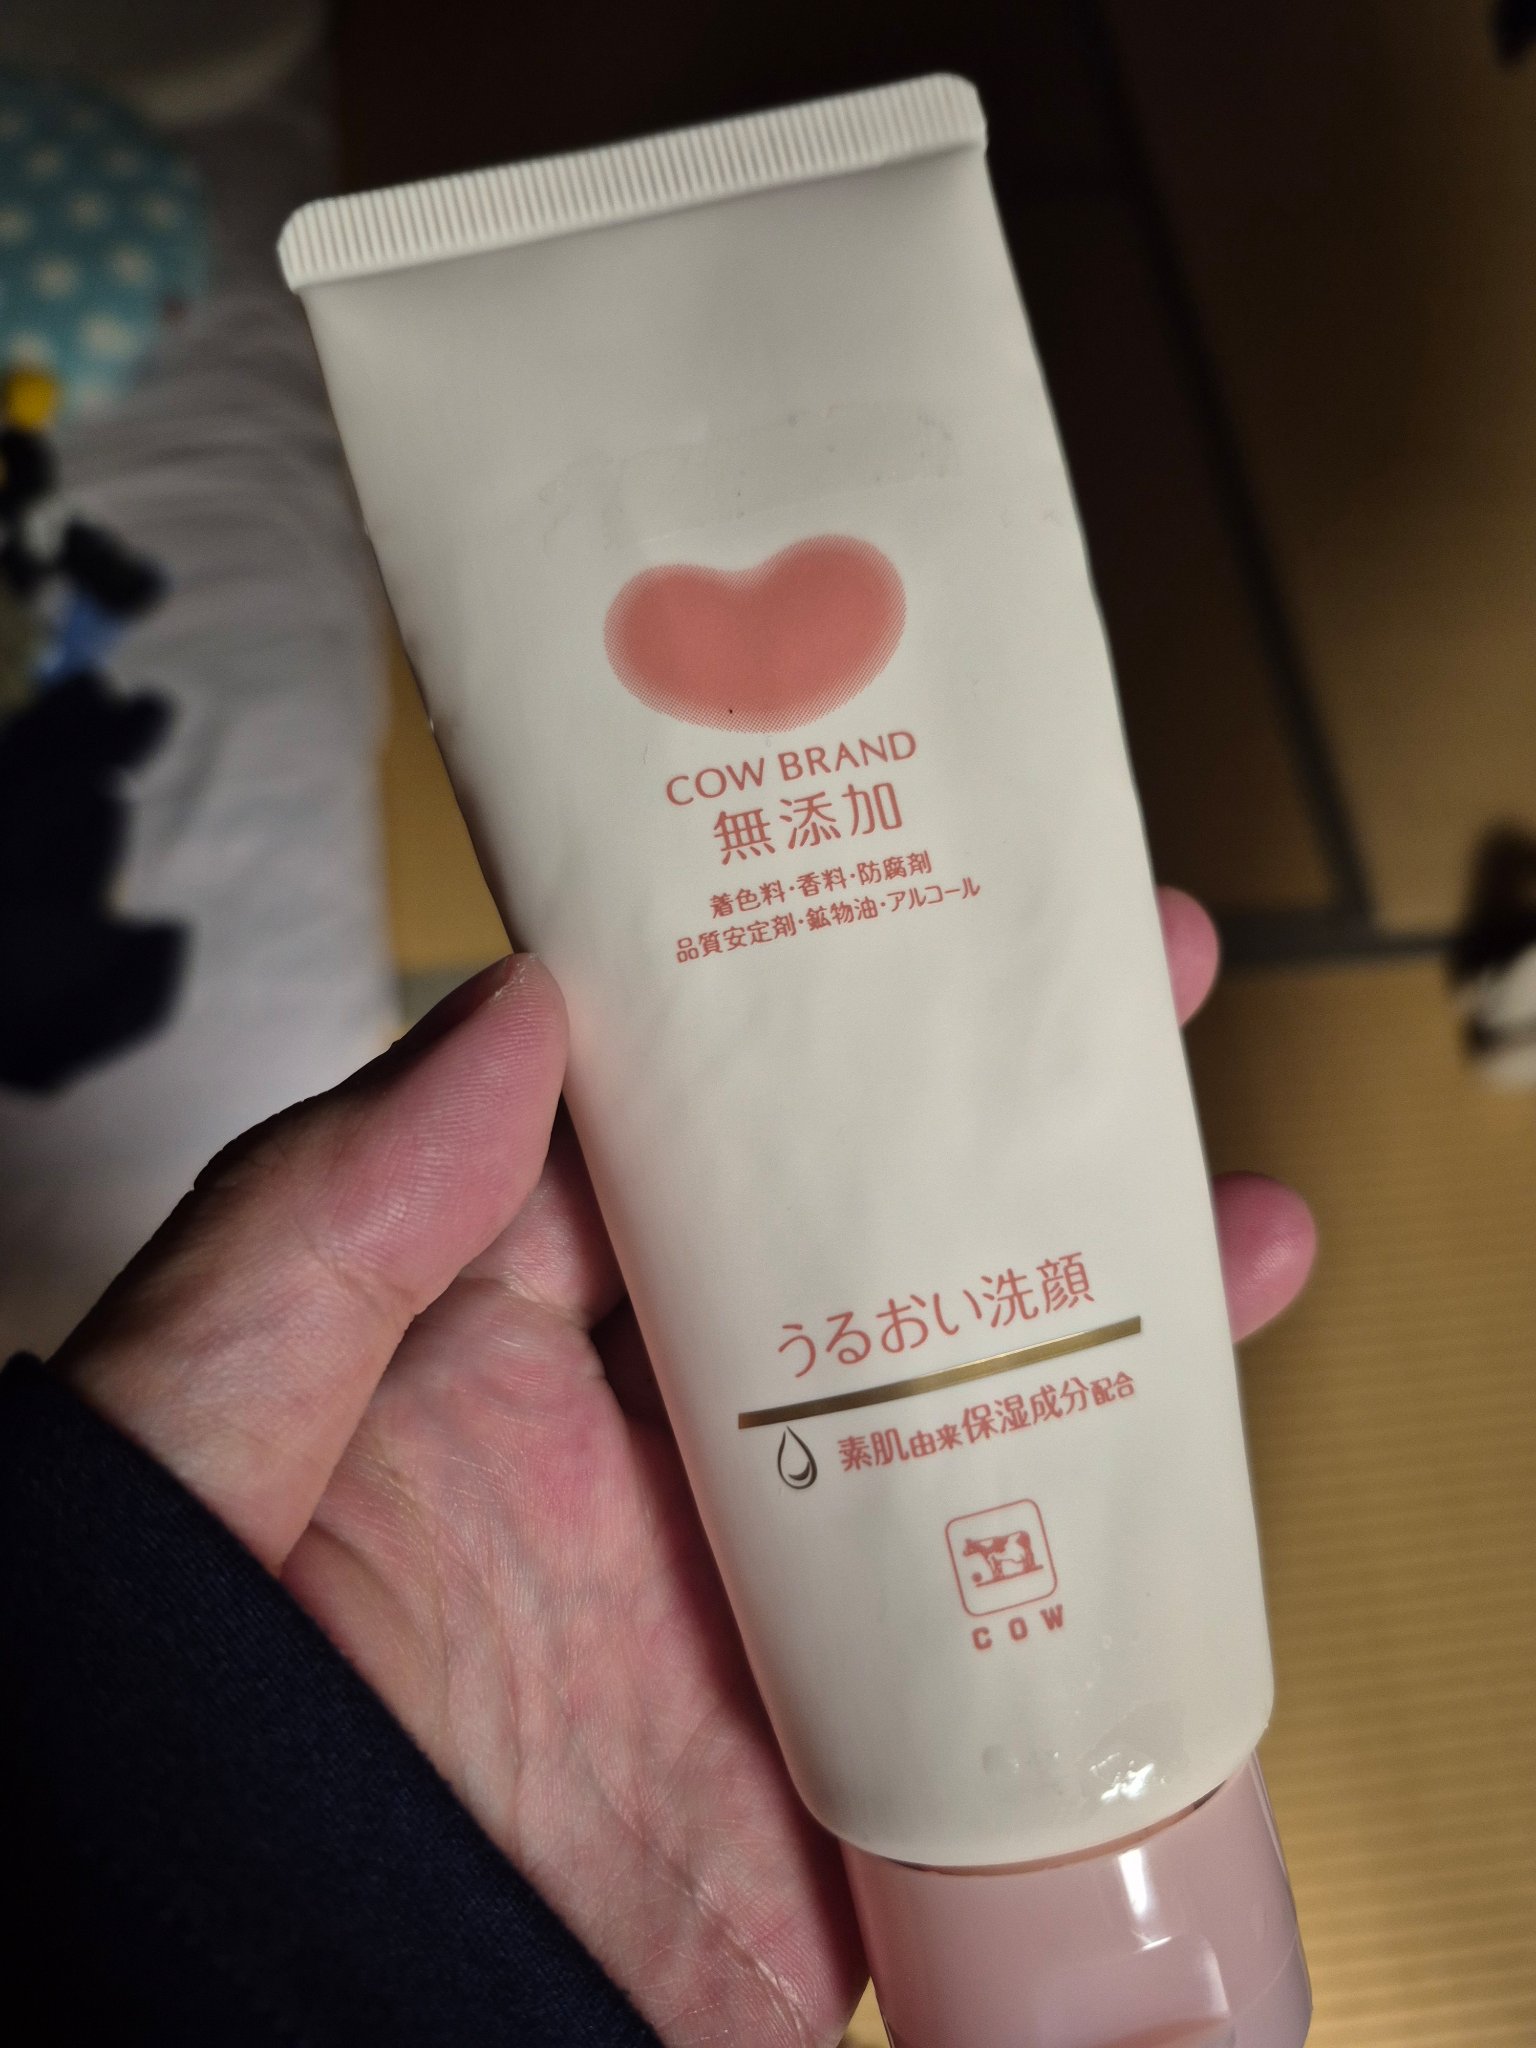 COW BRAND
無添加
着色料・香料・防腐剤
品質安定剤・鉱物油・アルコール
うるおい洗顔
素肌由来保湿成分配合
COW